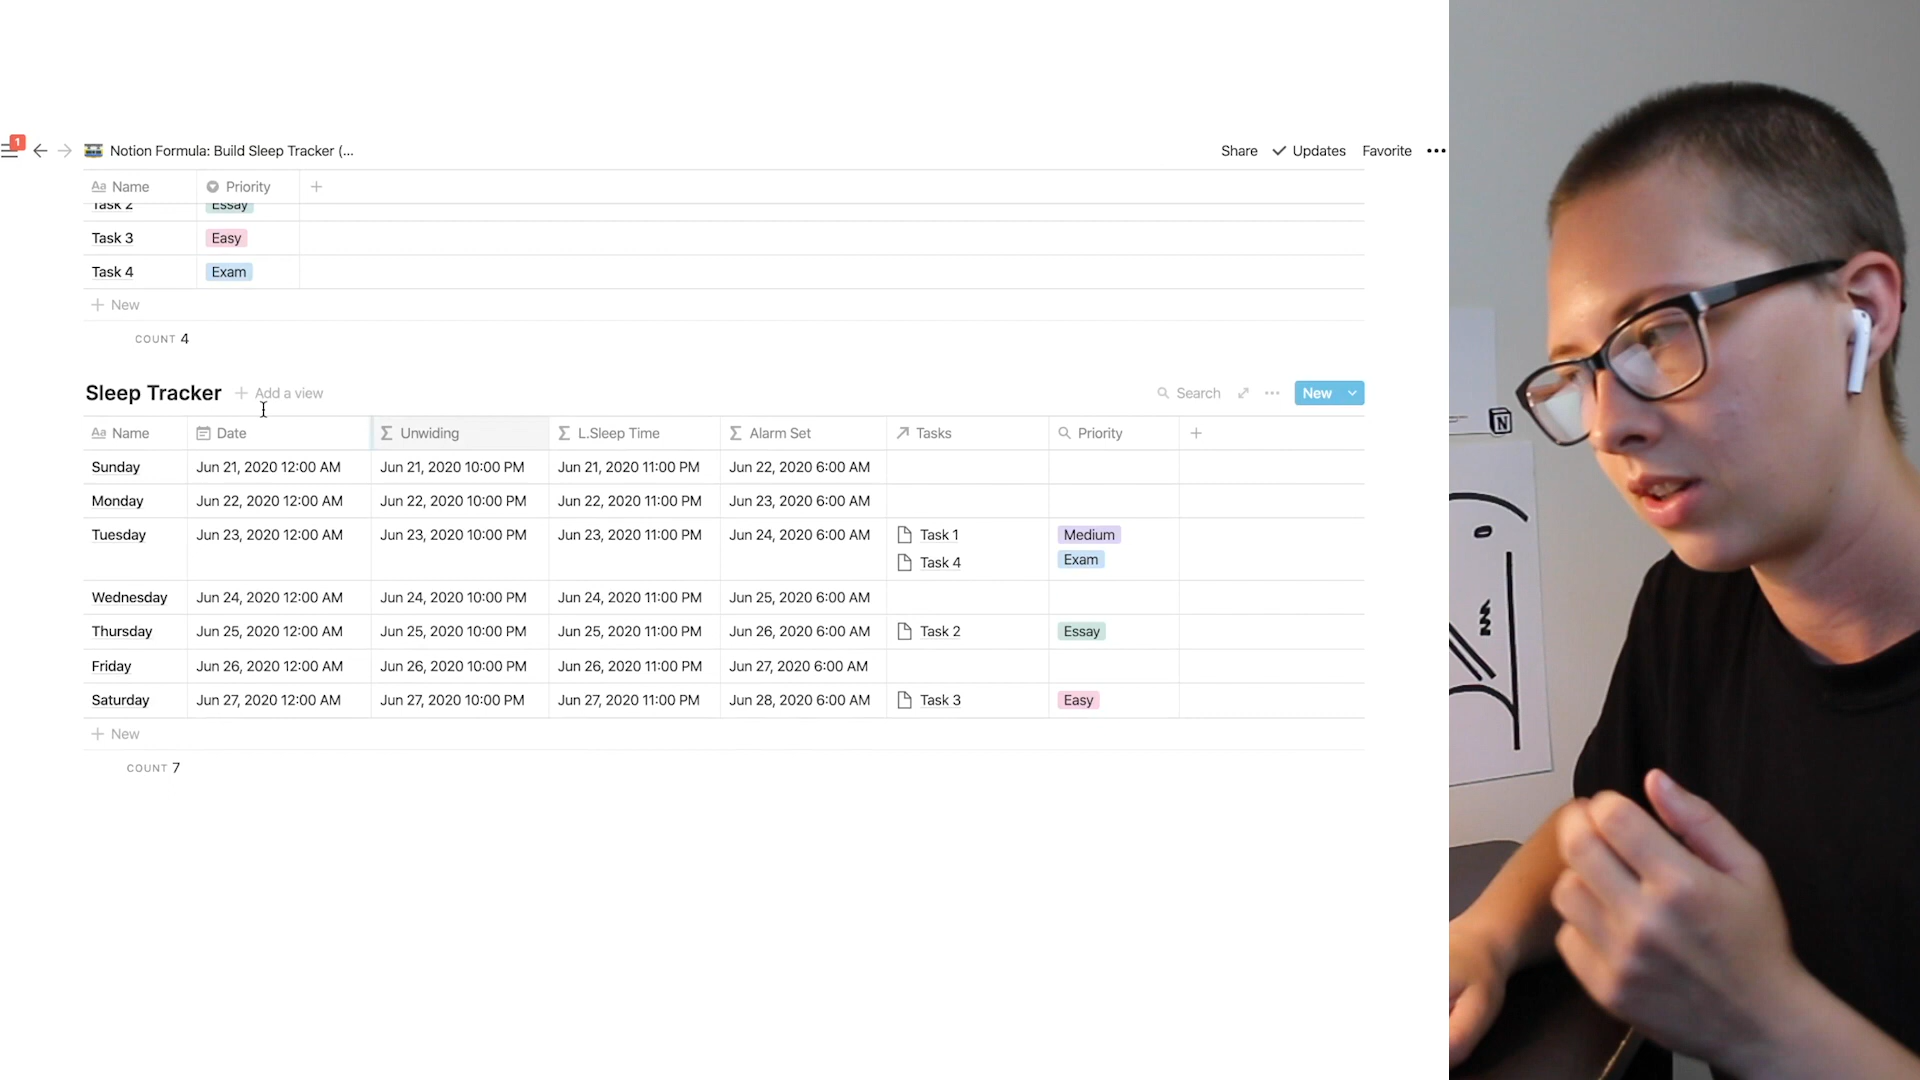 1
Notion Formula: Build Sleep Tracker (...
Share Updates Favorite
Aa Name Priority
Task 2 Essay
Task 3 Easy
Task 4 Exam
New
COUNT 4
Sleep Tracker Add a view Search New
Aa Name Date Unwiding L.Sleep Time Alarm Set Tasks Priority
Sunday Jun 21, 2020 12:00 AM Jun 21, 2020 10:00 PM Jun 21, 2020 11:00 PM Jun 22, 2020 6:00 AM
Monday Jun 22, 2020 12:00 AM Jun 22, 2020 10:00 PM Jun 22, 2020 11:00 PM Jun 23, 2020 6:00 AM
Tuesday Jun 23, 2020 12:00 AM Jun 23, 2020 10:00 PM Jun 23, 2020 11:00 PM Jun 24, 2020 6:00 AM Task 1 Medium
Task 4 Exam
Wednesday Jun 24, 2020 12:00 AM Jun 24, 2020 10:00 PM Jun 24, 2020 11:00 PM Jun 25, 2020 6:00 AM
Thursday Jun 25, 2020 12:00 AM Jun 25, 2020 10:00 PM Jun 25, 2020 11:00 PM Jun 26, 2020 6:00 AM Task 2 Essay
Friday Jun 26, 2020 12:00 AM Jun 26, 2020 10:00 PM Jun 26, 2020 11:00 PM Jun 27, 2020 6:00 AM
Saturday Jun 27, 2020 12:00 AM Jun 27, 2020 10:00 PM Jun 27, 2020 11:00 PM Jun 28, 2020 6:00 AM Task 3 Easy
New
COUNT 7
N